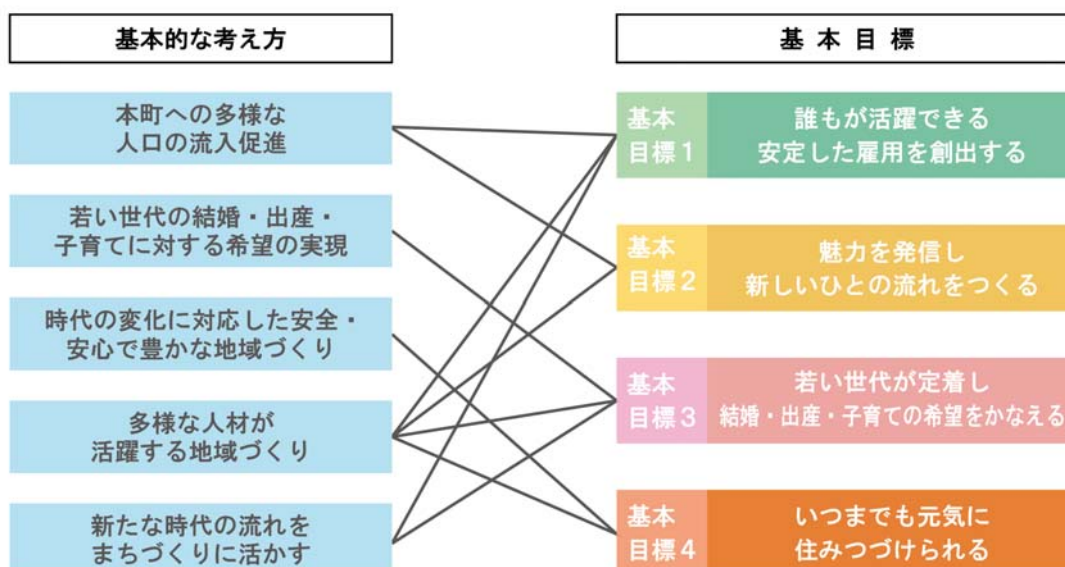 基本的な考え方
本町への多様な
人口の流入促進
若い世代の結婚・出産・
子育てに対する希望の実現
時代の変化に対応した安全・
安心で豊かな地域づくり
多様な人材が
活躍する地域づくり
新たな時代の流れを
まちづくりに活かす
基本目標
基本
目標1
誰もが活躍できる
安定した雇用を創出する
基本
目標2
魅力を発信し
新しいひとの流れをつくる
基本
目標3
若い世代が定着し
結婚・出産・子育ての希望をかなえる
基本
目標4
いつまでも元気に
住みつづけられる